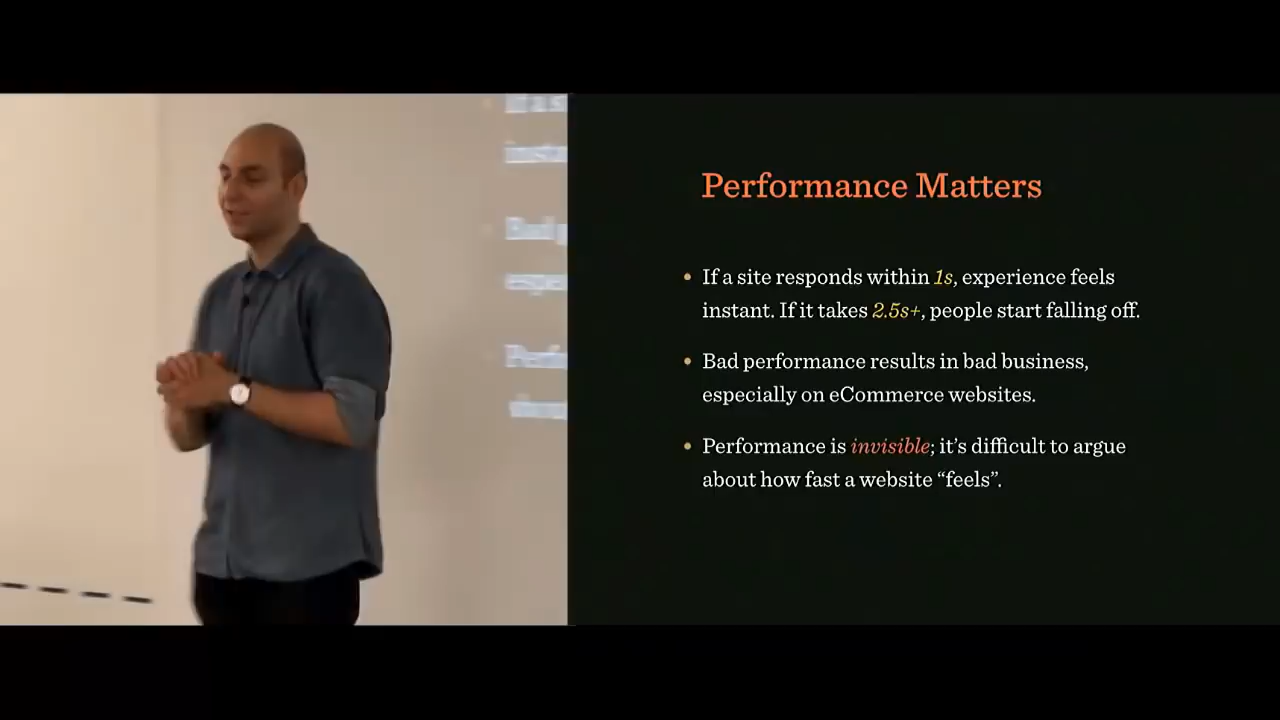 Performance Matters
If a site responds within 1s, experience feels
instant. If it takes 2.5s+, people start falling off.
Bad performance results in bad business,
especially on eCommerce websites.
Performance is invisible; it’s difficult to argue
about how fast a website “feels”.